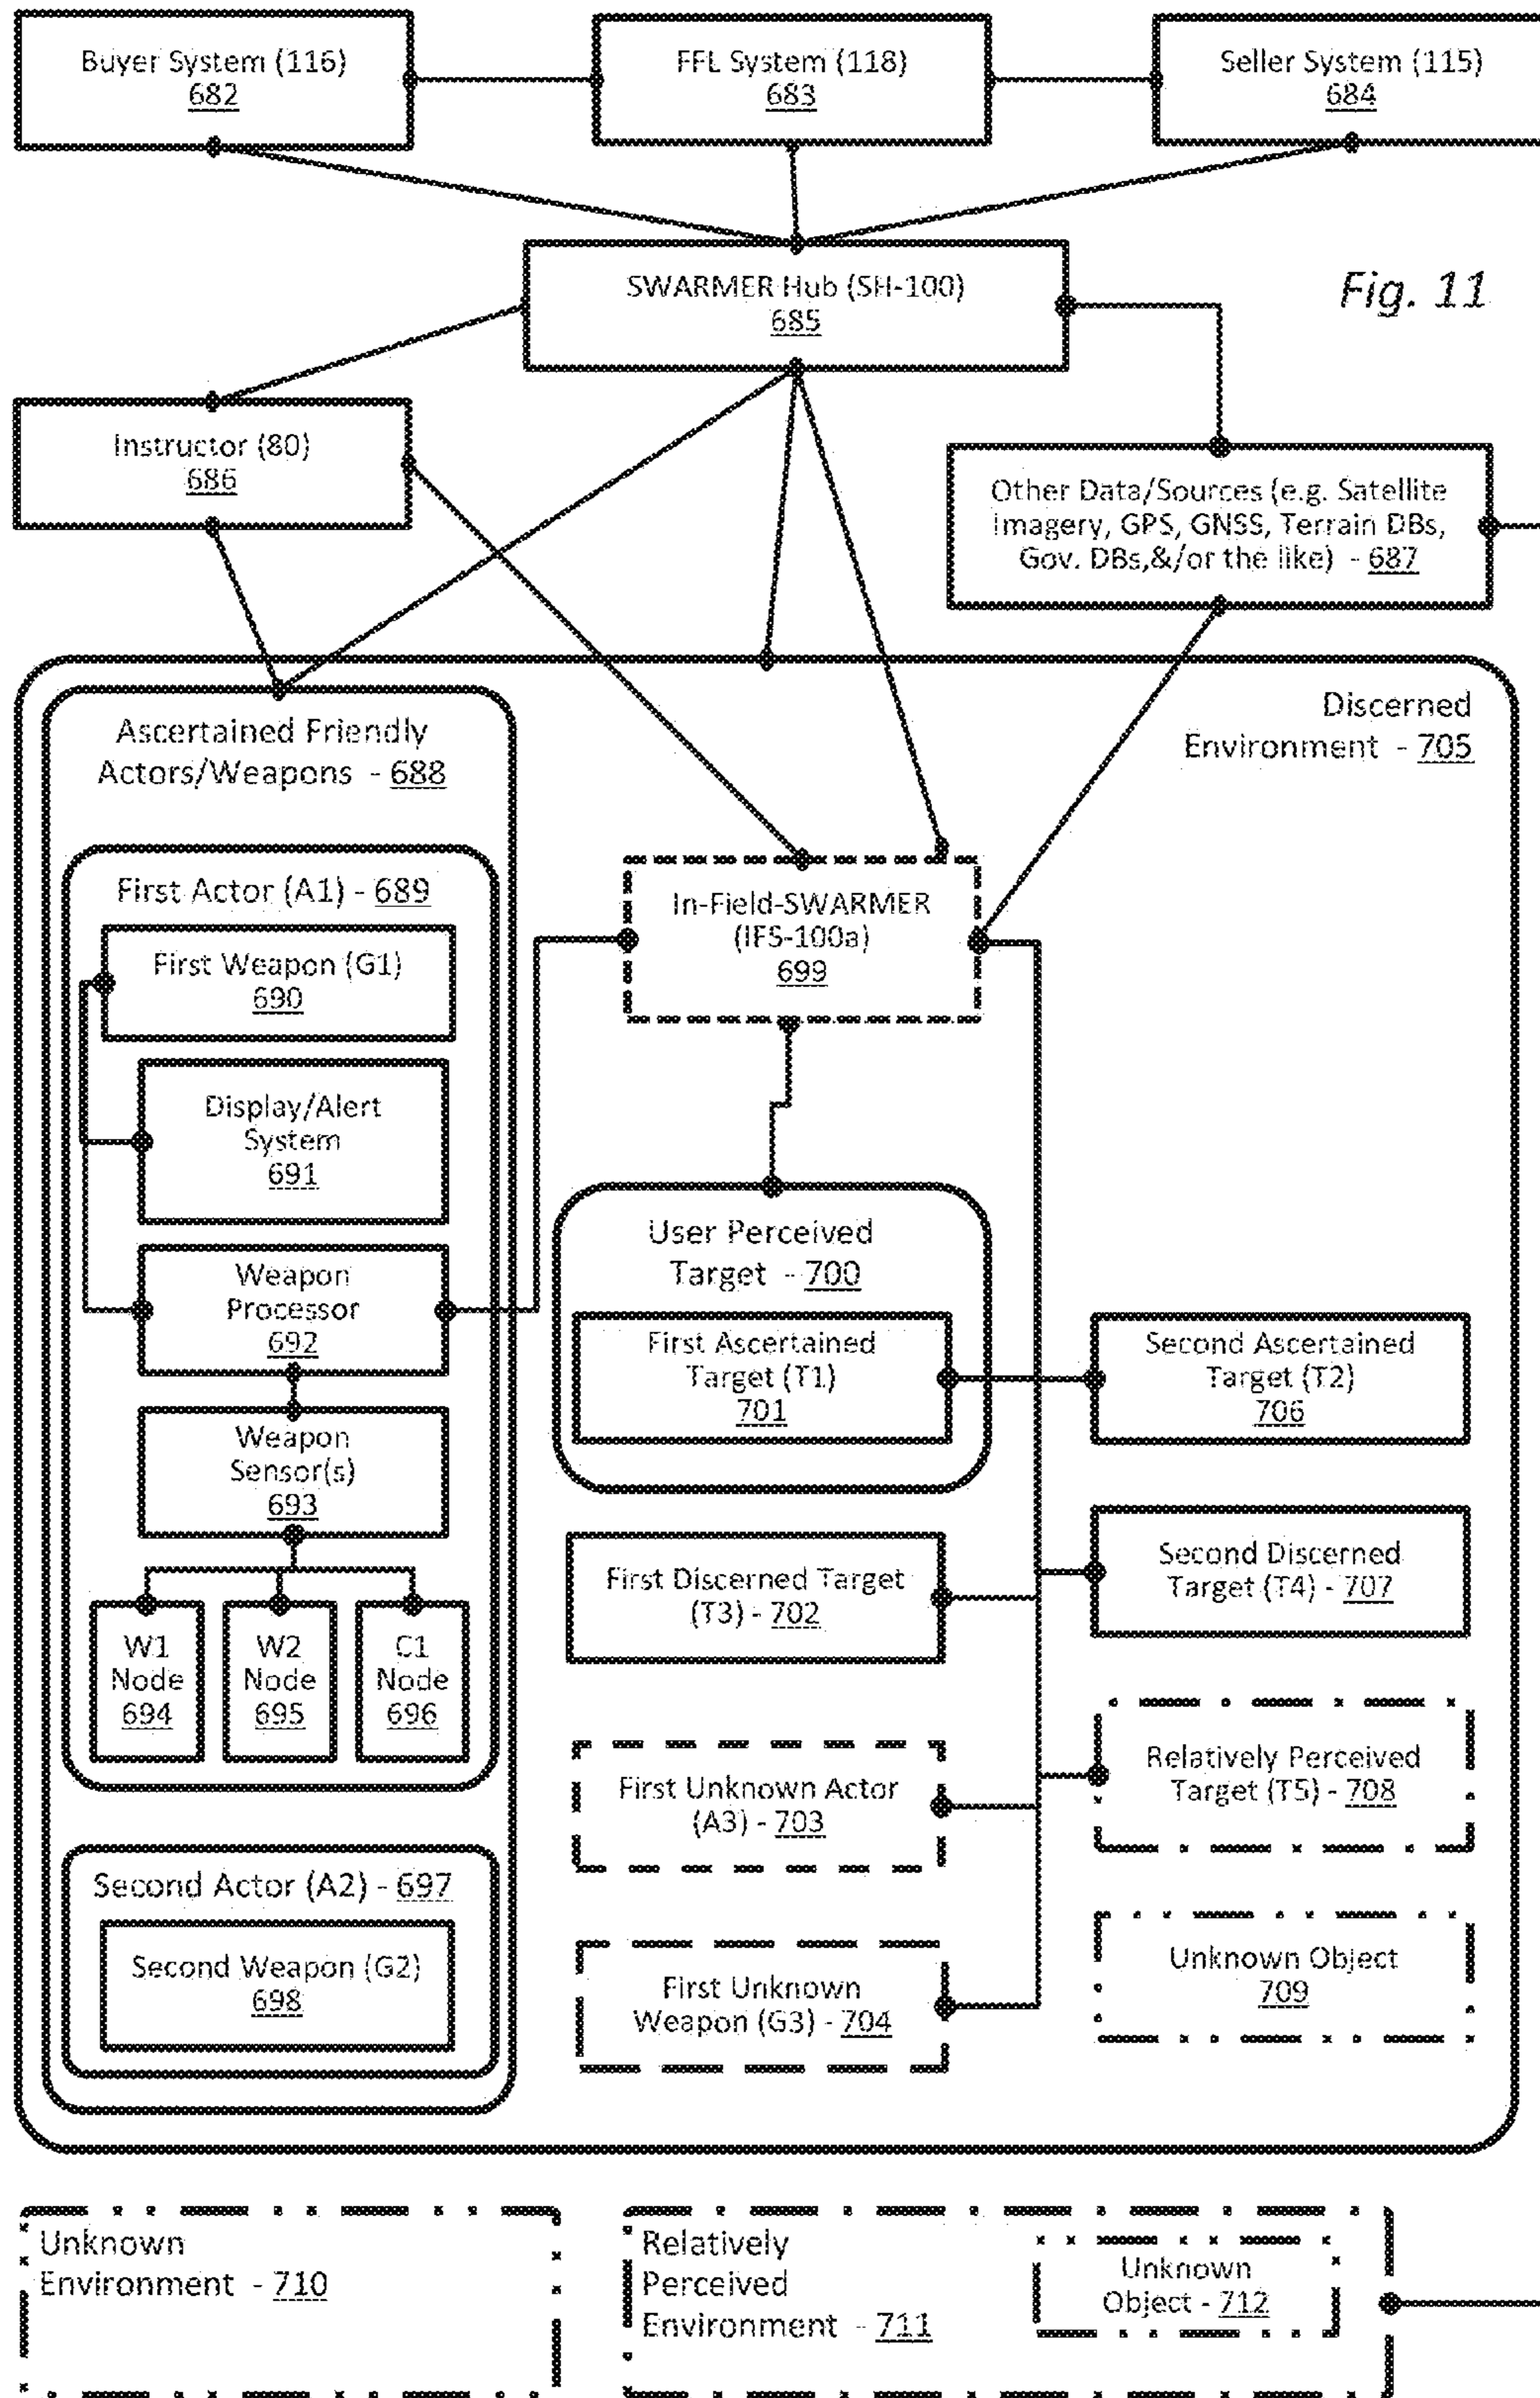 Buyer System (116)
682
FFL System (118)
683
Seller System (115)
684
SWARMER Hub (SH-100)
685
Fig. 11
Instructor (80)
686
Other Data/Sources (e.g. Satellite
Imagery, GPS, GNSS, Terrain DBs,
Gov. DBs,&/or the like) - 687
Discerned
Environment - 705
Ascertained Friendly
Actors/Weapons - 688
First Actor (A1) - 689
First Weapon (G1)
690
Display/Alert
System
691
Weapon
Processor
692
Weapon
Sensor(s)
693
W1
Node
694
W2
Node
695
C1
Node
696
Second Actor (A2) - 697
Second Weapon (G2)
698
In-Field-SWARMER
(IFS-100a)
699
User Perceived
Target - 700
First Ascertained
Target (T1)
701
Second Ascertained
Target (T2)
706
First Discerned Target
(T3) - 702
Second Discerned
Target (T4) - 707
First Unknown Actor
(A3) - 703
Relatively Perceived
Target (T5) - 708
First Unknown
Weapon (G3) - 704
Unknown Object
709
Unknown
Environment - 710
Relatively
Perceived
Environment - 711
Unknown
Object - 712